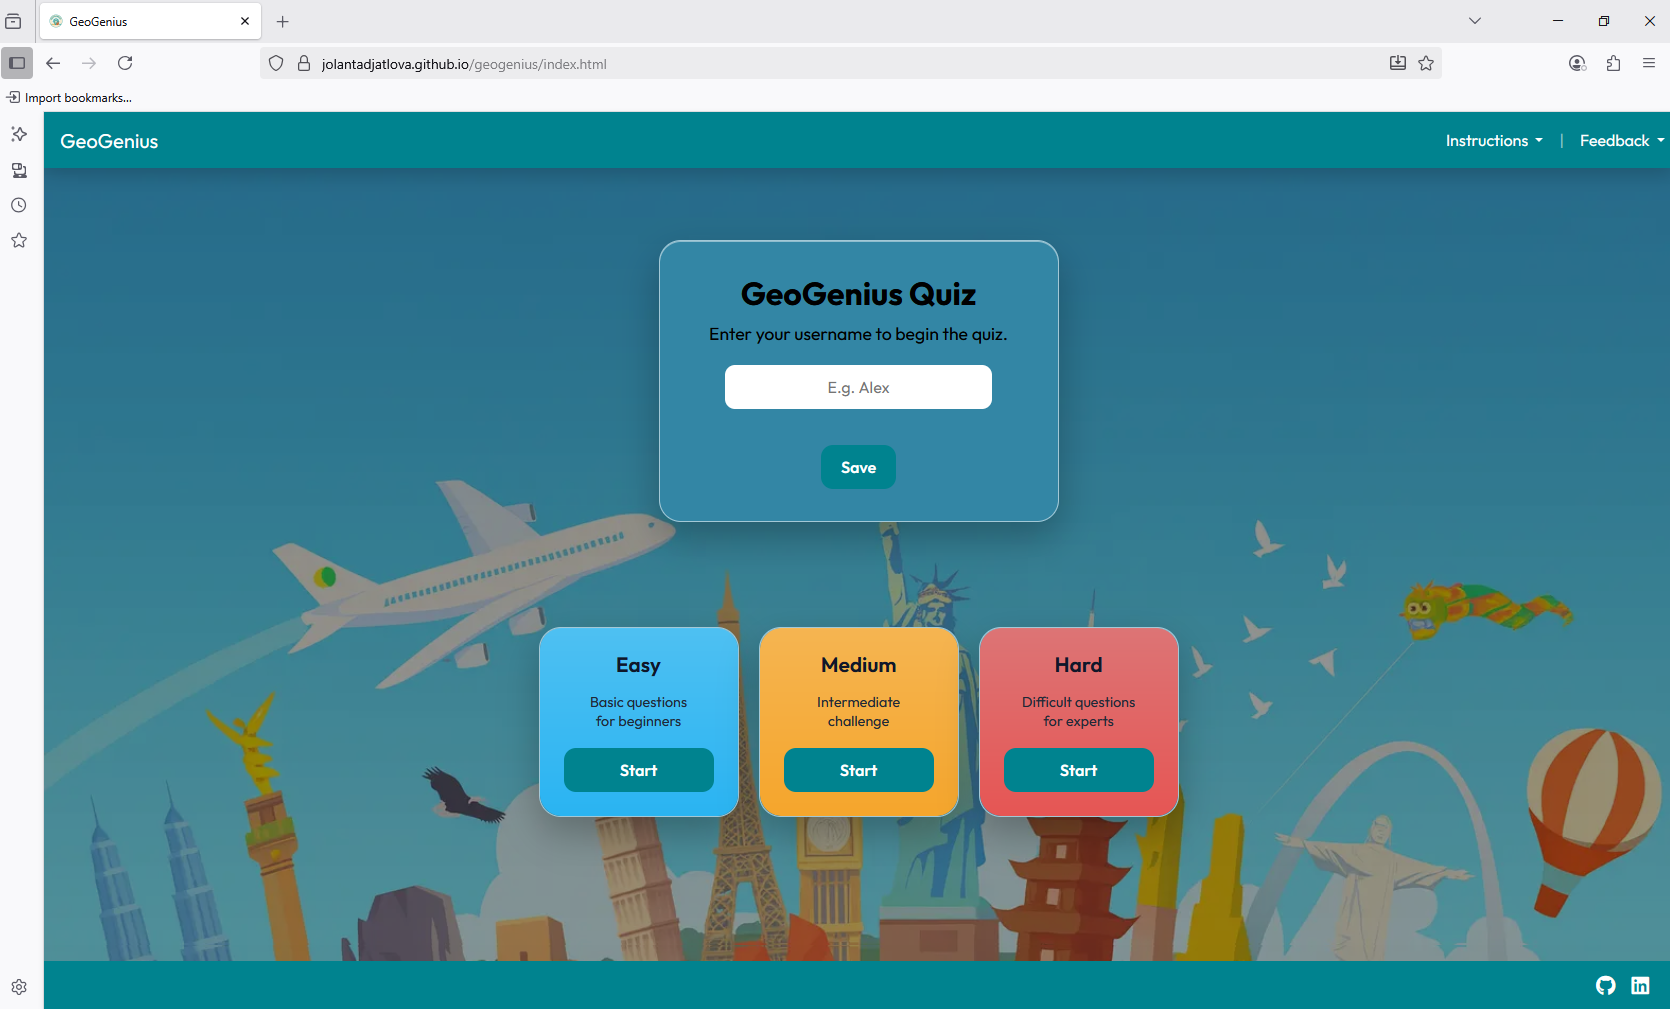 GeoGenius
jolantadjatlova.github.io/geogenius/index.html
Import bookmarks...
GeoGenius
Instructions
|
Feedback
GeoGenius Quiz
Enter your username to begin the quiz.
E.g. Alex
Save
Easy
Basic questions
for beginners
Start
Medium
Intermediate
challenge
Start
Hard
Difficult questions
for experts
Start